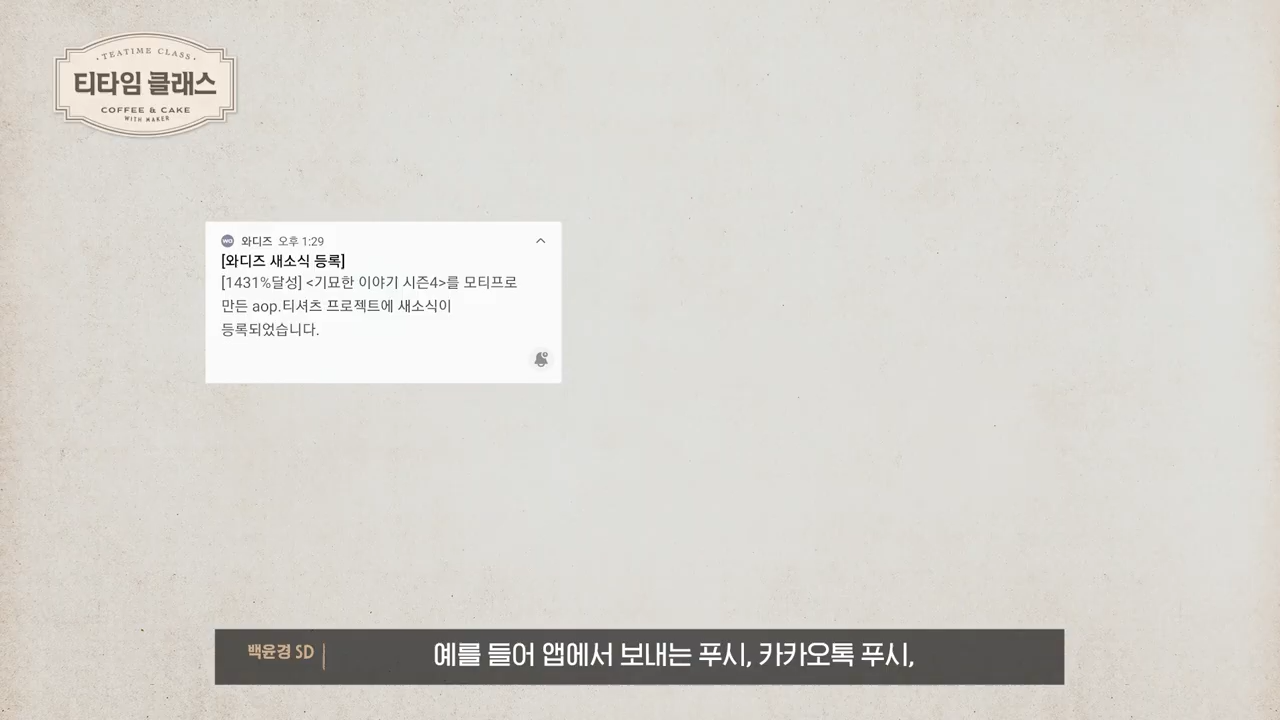 · TEATIME CLASS ·
티타임 클래스
COFFEE & CAKE
WITH MAKER
wa 와디즈 오후 1:29
[와디즈 새소식 등록]
[1431%달성] <기묘한 이야기 시즌4>를 모티프로
만든 aop.티셔츠 프로젝트에 새소식이
등록되었습니다.
백윤경 SD 예를 들어 앱에서 보내는 푸시, 카카오톡 푸시,